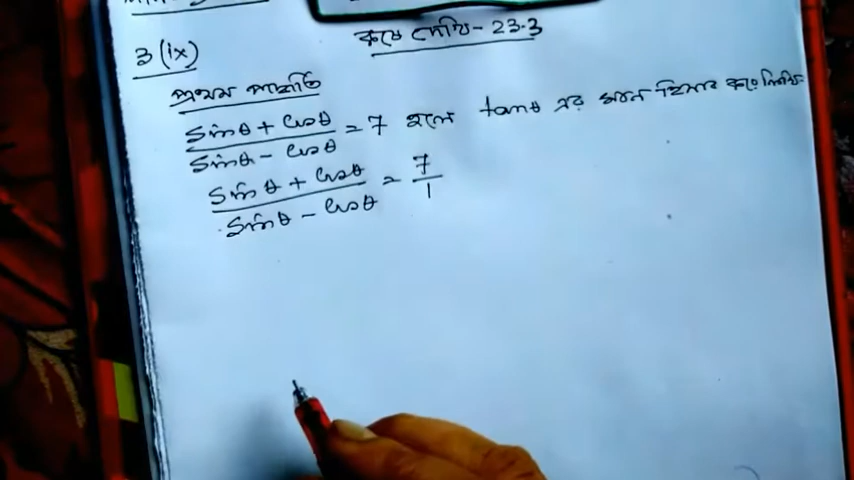 কষে দেখি - 23.3
3 (ix)
প্রথম পদ্ধতি
sinθ + cosθ / sinθ - cosθ = 7 হলে tanθ এর মান হিসাব করে লিখি
sinθ + cosθ / sinθ - cosθ = 7 / 1